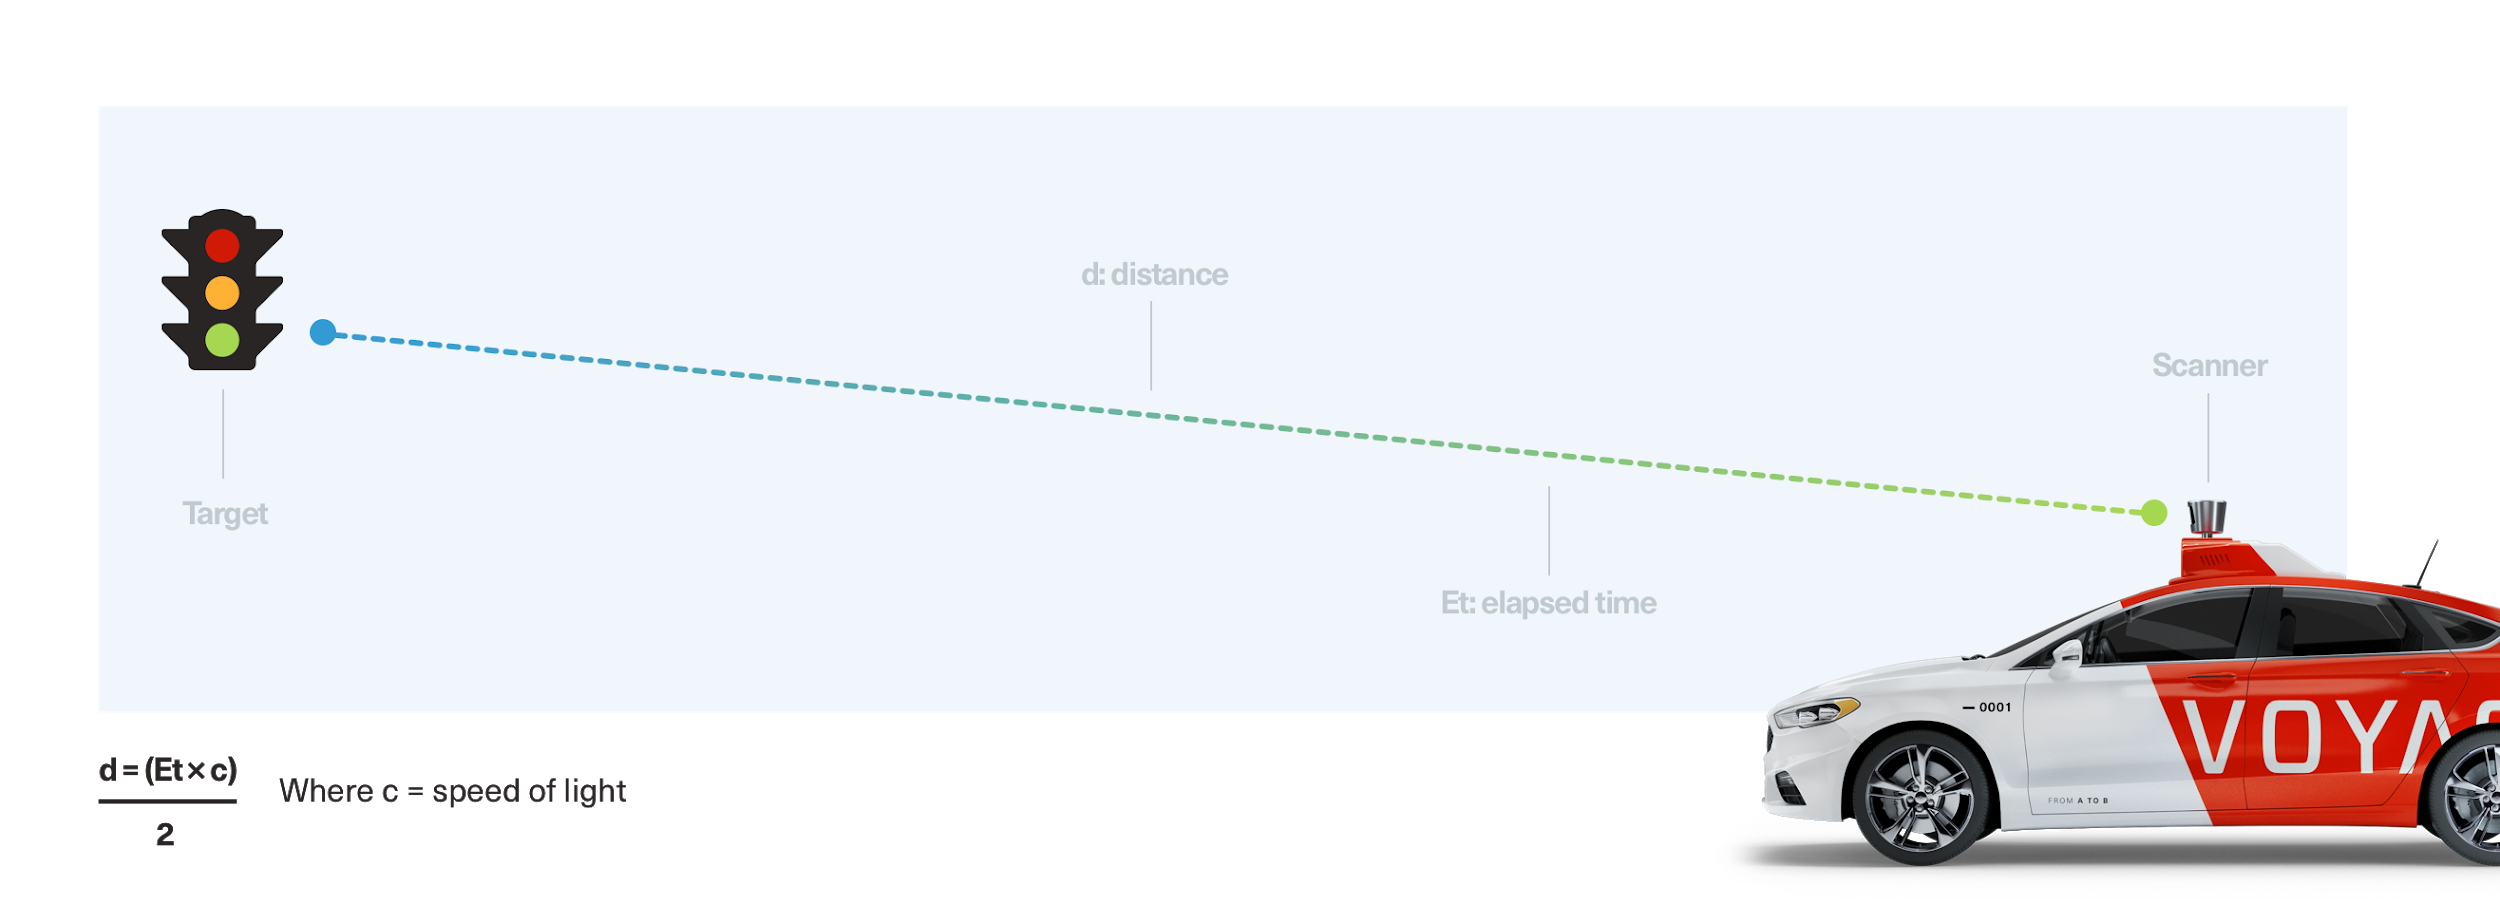 d: distance
Scanner
Target
Et: elapsed time
— 0001
VOYA
FROM A TO B
d = (Et × c)
2
Where c = speed of light